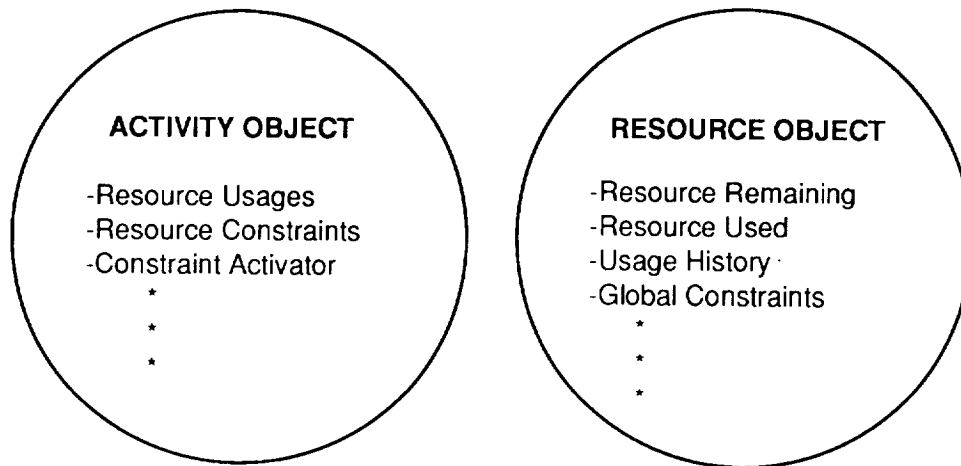 ACTIVITY OBJECT
-Resource Usages
-Resource Constraints
-Constraint Activator
*
*
*
RESOURCE OBJECT
-Resource Remaining
-Resource Used
-Usage History
-Global Constraints
*
*
*